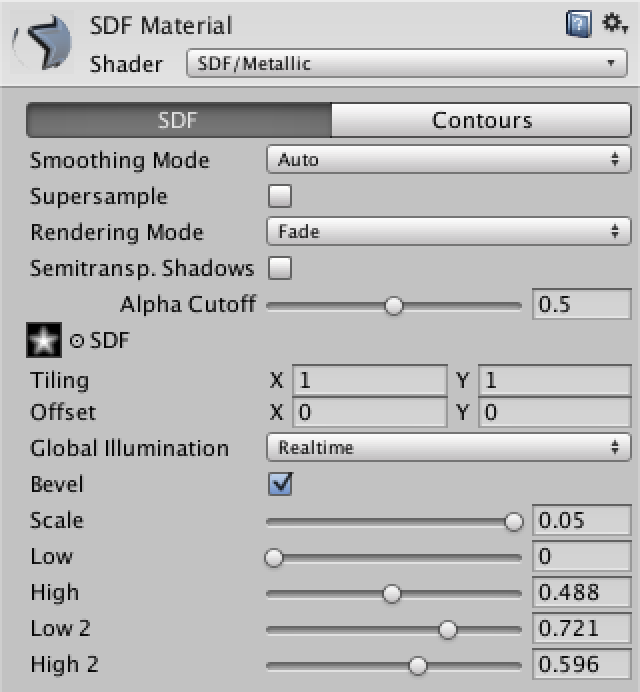 SDF Material
Shader SDF/Metallic
SDF Contours
Smoothing Mode Auto
Supersample
Rendering Mode Fade
Semitransp. Shadows
Alpha Cutoff 0.5
SDF
Tiling X 1 Y 1
Offset X 0 Y 0
Global Illumination Realtime
Bevel
Scale 0.05
Low 0
High 0.488
Low 2 0.721
High 2 0.596